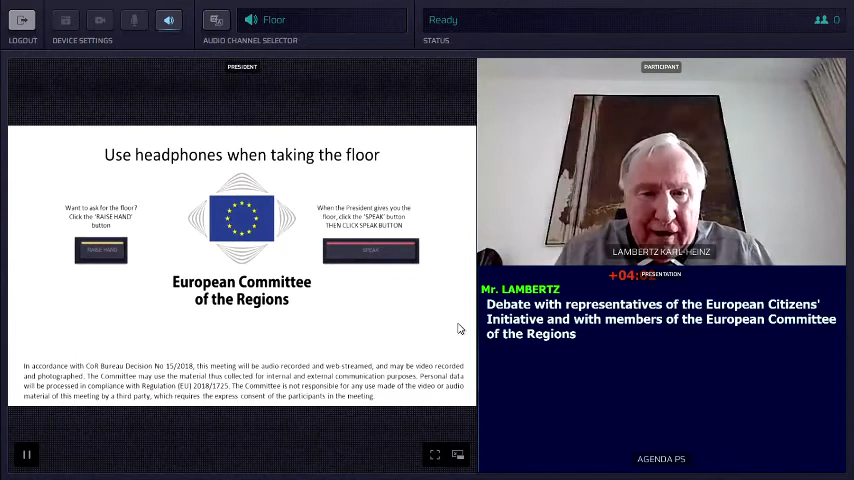 Floor
Ready
0
LOGOUT
DEVICE SETTINGS
AUDIO CHANNEL SELECTOR
STATUS
PRESIDENT
PARTICIPANT
Use headphones when taking the floor
Want to ask for the floor?
Click the 'RAISE HAND'
button
RAISE HAND
When the President gives you the
floor, click the 'SPEAK' button
THEN CLICK SPEAK BUTTON
SPEAK
European Committee
of the Regions
In accordance with CoR Bureau Decision No 15/2018, this meeting will be audio recorded and web-streamed, and may be video recorded
and photographed. The Committee may use the material thus collected for internal and external communication purposes. Personal data
will be processed in compliance with Regulation (EU) 2018/1725. The Committee is not responsible for any use made of the video or audio
material of this meeting by a third party, which requires the express consent of the participants in the meeting.
LAMBERTZ KARL-HEINZ
PRESENTATION
Mr. LAMBERTZ
Debate with representatives of the European Citizens'
Initiative and with members of the European Committee
of the Regions
AGENDA PS